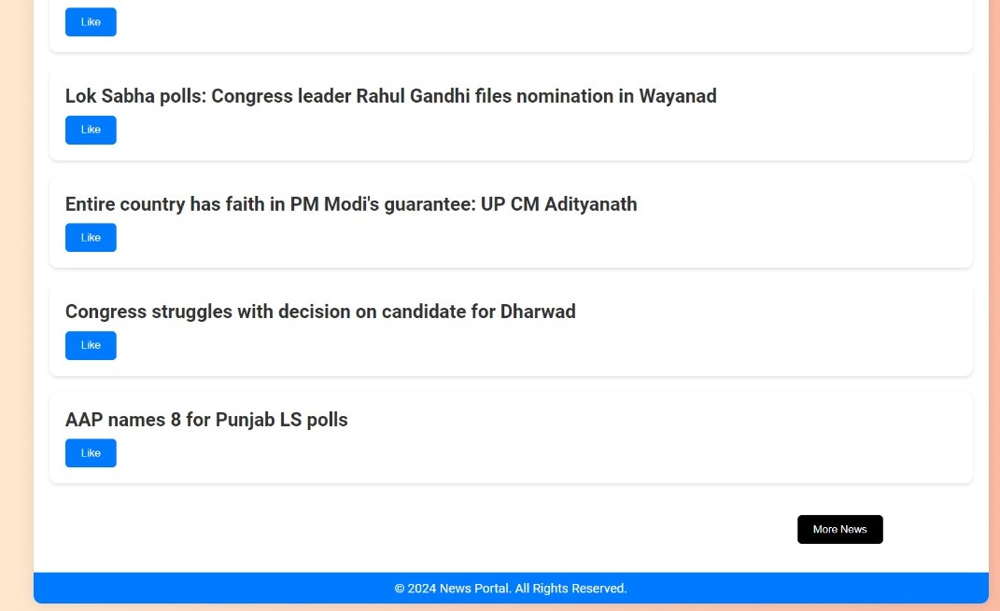 Like
Lok Sabha polls: Congress leader Rahul Gandhi files nomination in Wayanad
Like
Entire country has faith in PM Modi's guarantee: UP CM Adityanath
Like
Congress struggles with decision on candidate for Dharwad
Like
AAP names 8 for Punjab LS polls
Like
More News
© 2024 News Portal. All Rights Reserved.